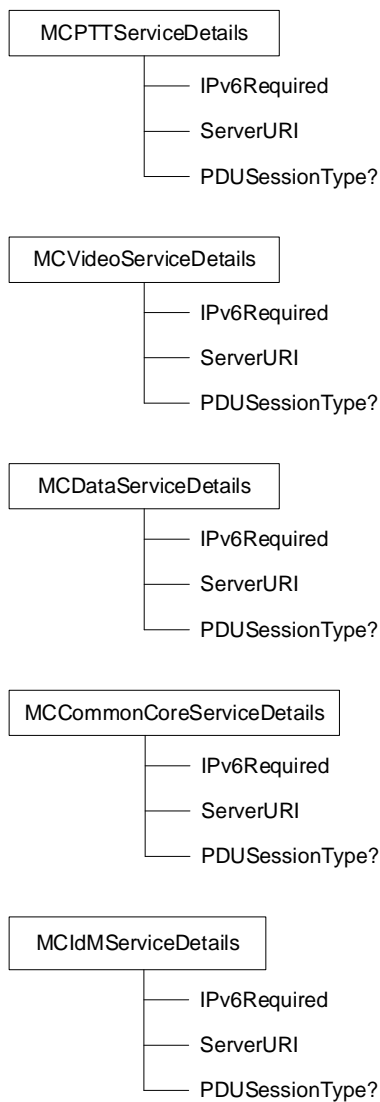 MCPTTServiceDetails
IPv6Required
ServerURI
PDUSessionType?
MCVideoServiceDetails
IPv6Required
ServerURI
PDUSessionType?
MCDataServiceDetails
IPv6Required
ServerURI
PDUSessionType?
MCCommonCoreServiceDetails
IPv6Required
ServerURI
PDUSessionType?
MCIdMServiceDetails
IPv6Required
ServerURI
PDUSessionType?